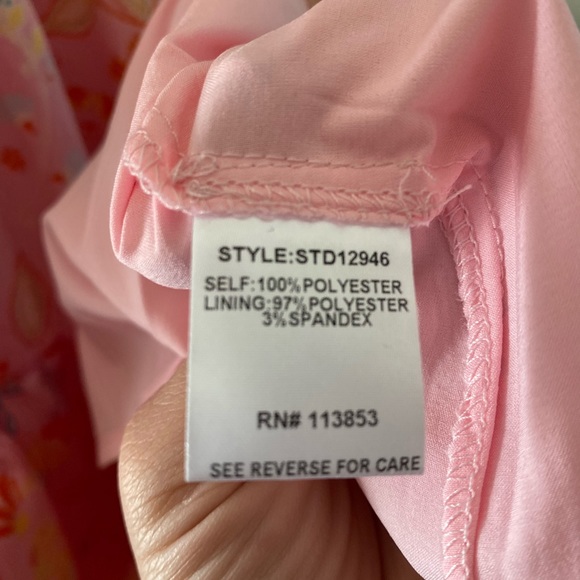 STYLE:STD12946
SELF:100%POLYESTER
LINING:97%POLYESTER
3%SPANDEX
RN# 113853
SEE REVERSE FOR CARE